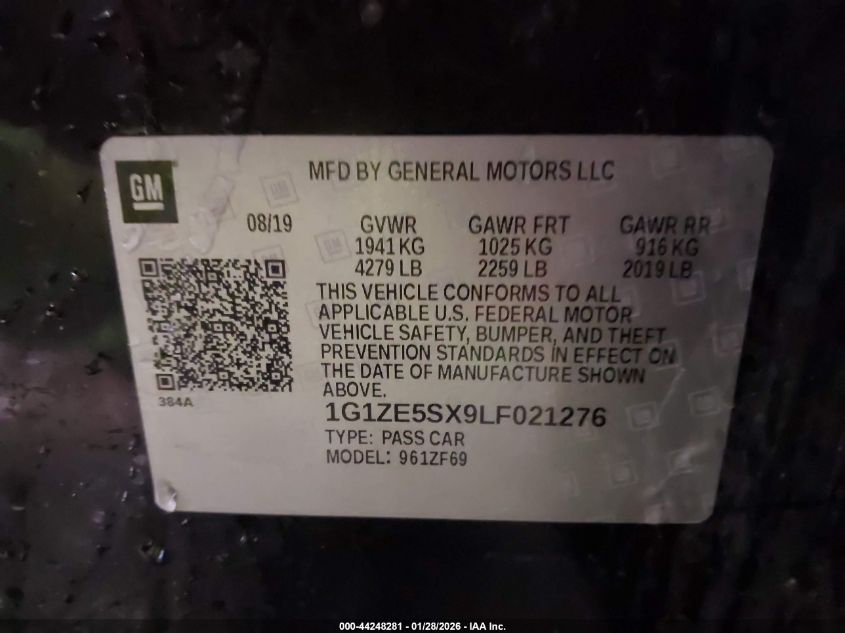 GM
MFD BY GENERAL MOTORS LLC
08/19 GVWR GAWR FRT GAWR RR
1941 KG 1025 KG 916 KG
4279 LB 2259 LB 2019 LB
THIS VEHICLE CONFORMS TO ALL
APPLICABLE U.S. FEDERAL MOTOR
VEHICLE SAFETY, BUMPER, AND THEFT
PREVENTION STANDARDS IN EFFECT ON
THE DATE OF MANUFACTURE SHOWN
ABOVE.
384A
1G1ZE5SX9LF021276
TYPE: PASS CAR
MODEL: 961ZF69
000-44248281 - 01/28/2026 - IAA Inc.